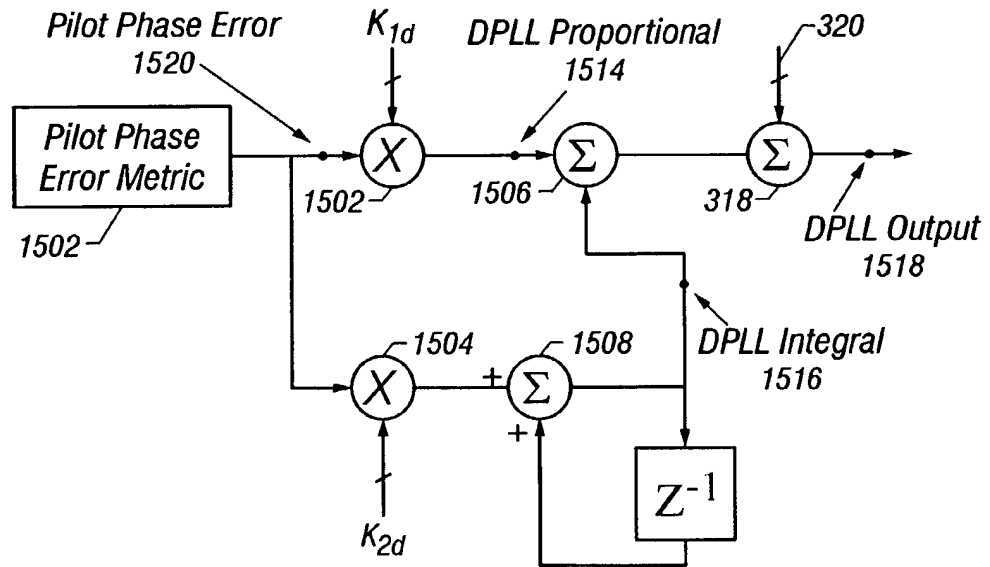 Pilot Phase Error
1520
K1d
DPLL Proportional
1514
320
Pilot Phase
Error Metric
X
Σ
Σ
1502
1502
1506
318
DPLL Output
1518
1504
1508
DPLL Integral
1516
X
+
Σ
+
Z-1
K2d